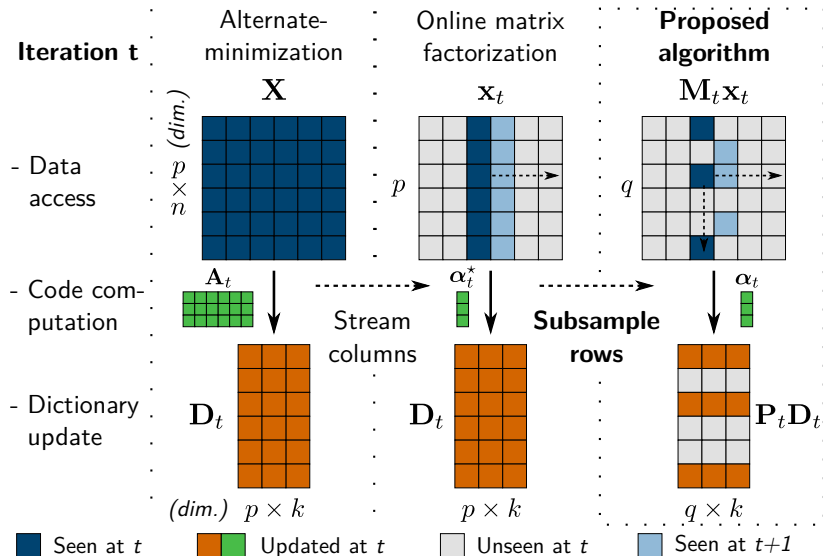 Iteration t
Alternate-
minimization
Online matrix
factorization
Proposed
algorithm
X
x_t
M_t x_t
p × n (dim.)
p
q
- Data
access
- Code com-
putation
A_t
α_t^⋆
α_t
Stream
columns
Subsample
rows
- Dictionary
update
D_t
D_t
P_t D_t
(dim.) p × k
p × k
q × k
Seen at t
Updated at t
Unseen at t
Seen at t+1